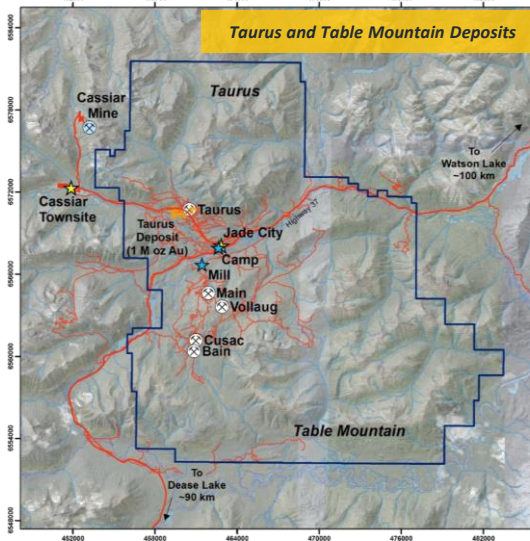 Taurus and Table Mountain Deposits
6584000
6578000
6572000
6566000
6560000
6554000
6548000
Taurus
Cassiar
Mine
To
Watson Lake
~100 km
Cassiar
Townsite
Taurus
Taurus
Deposit
(1 M oz Au)
Highway 37
Jade City
Camp
Mill
Main
Vollaug
Cusac
Bain
Table Mountain
To
Dease Lake
~90 km
452000
458000
464000
470000
476000
482000